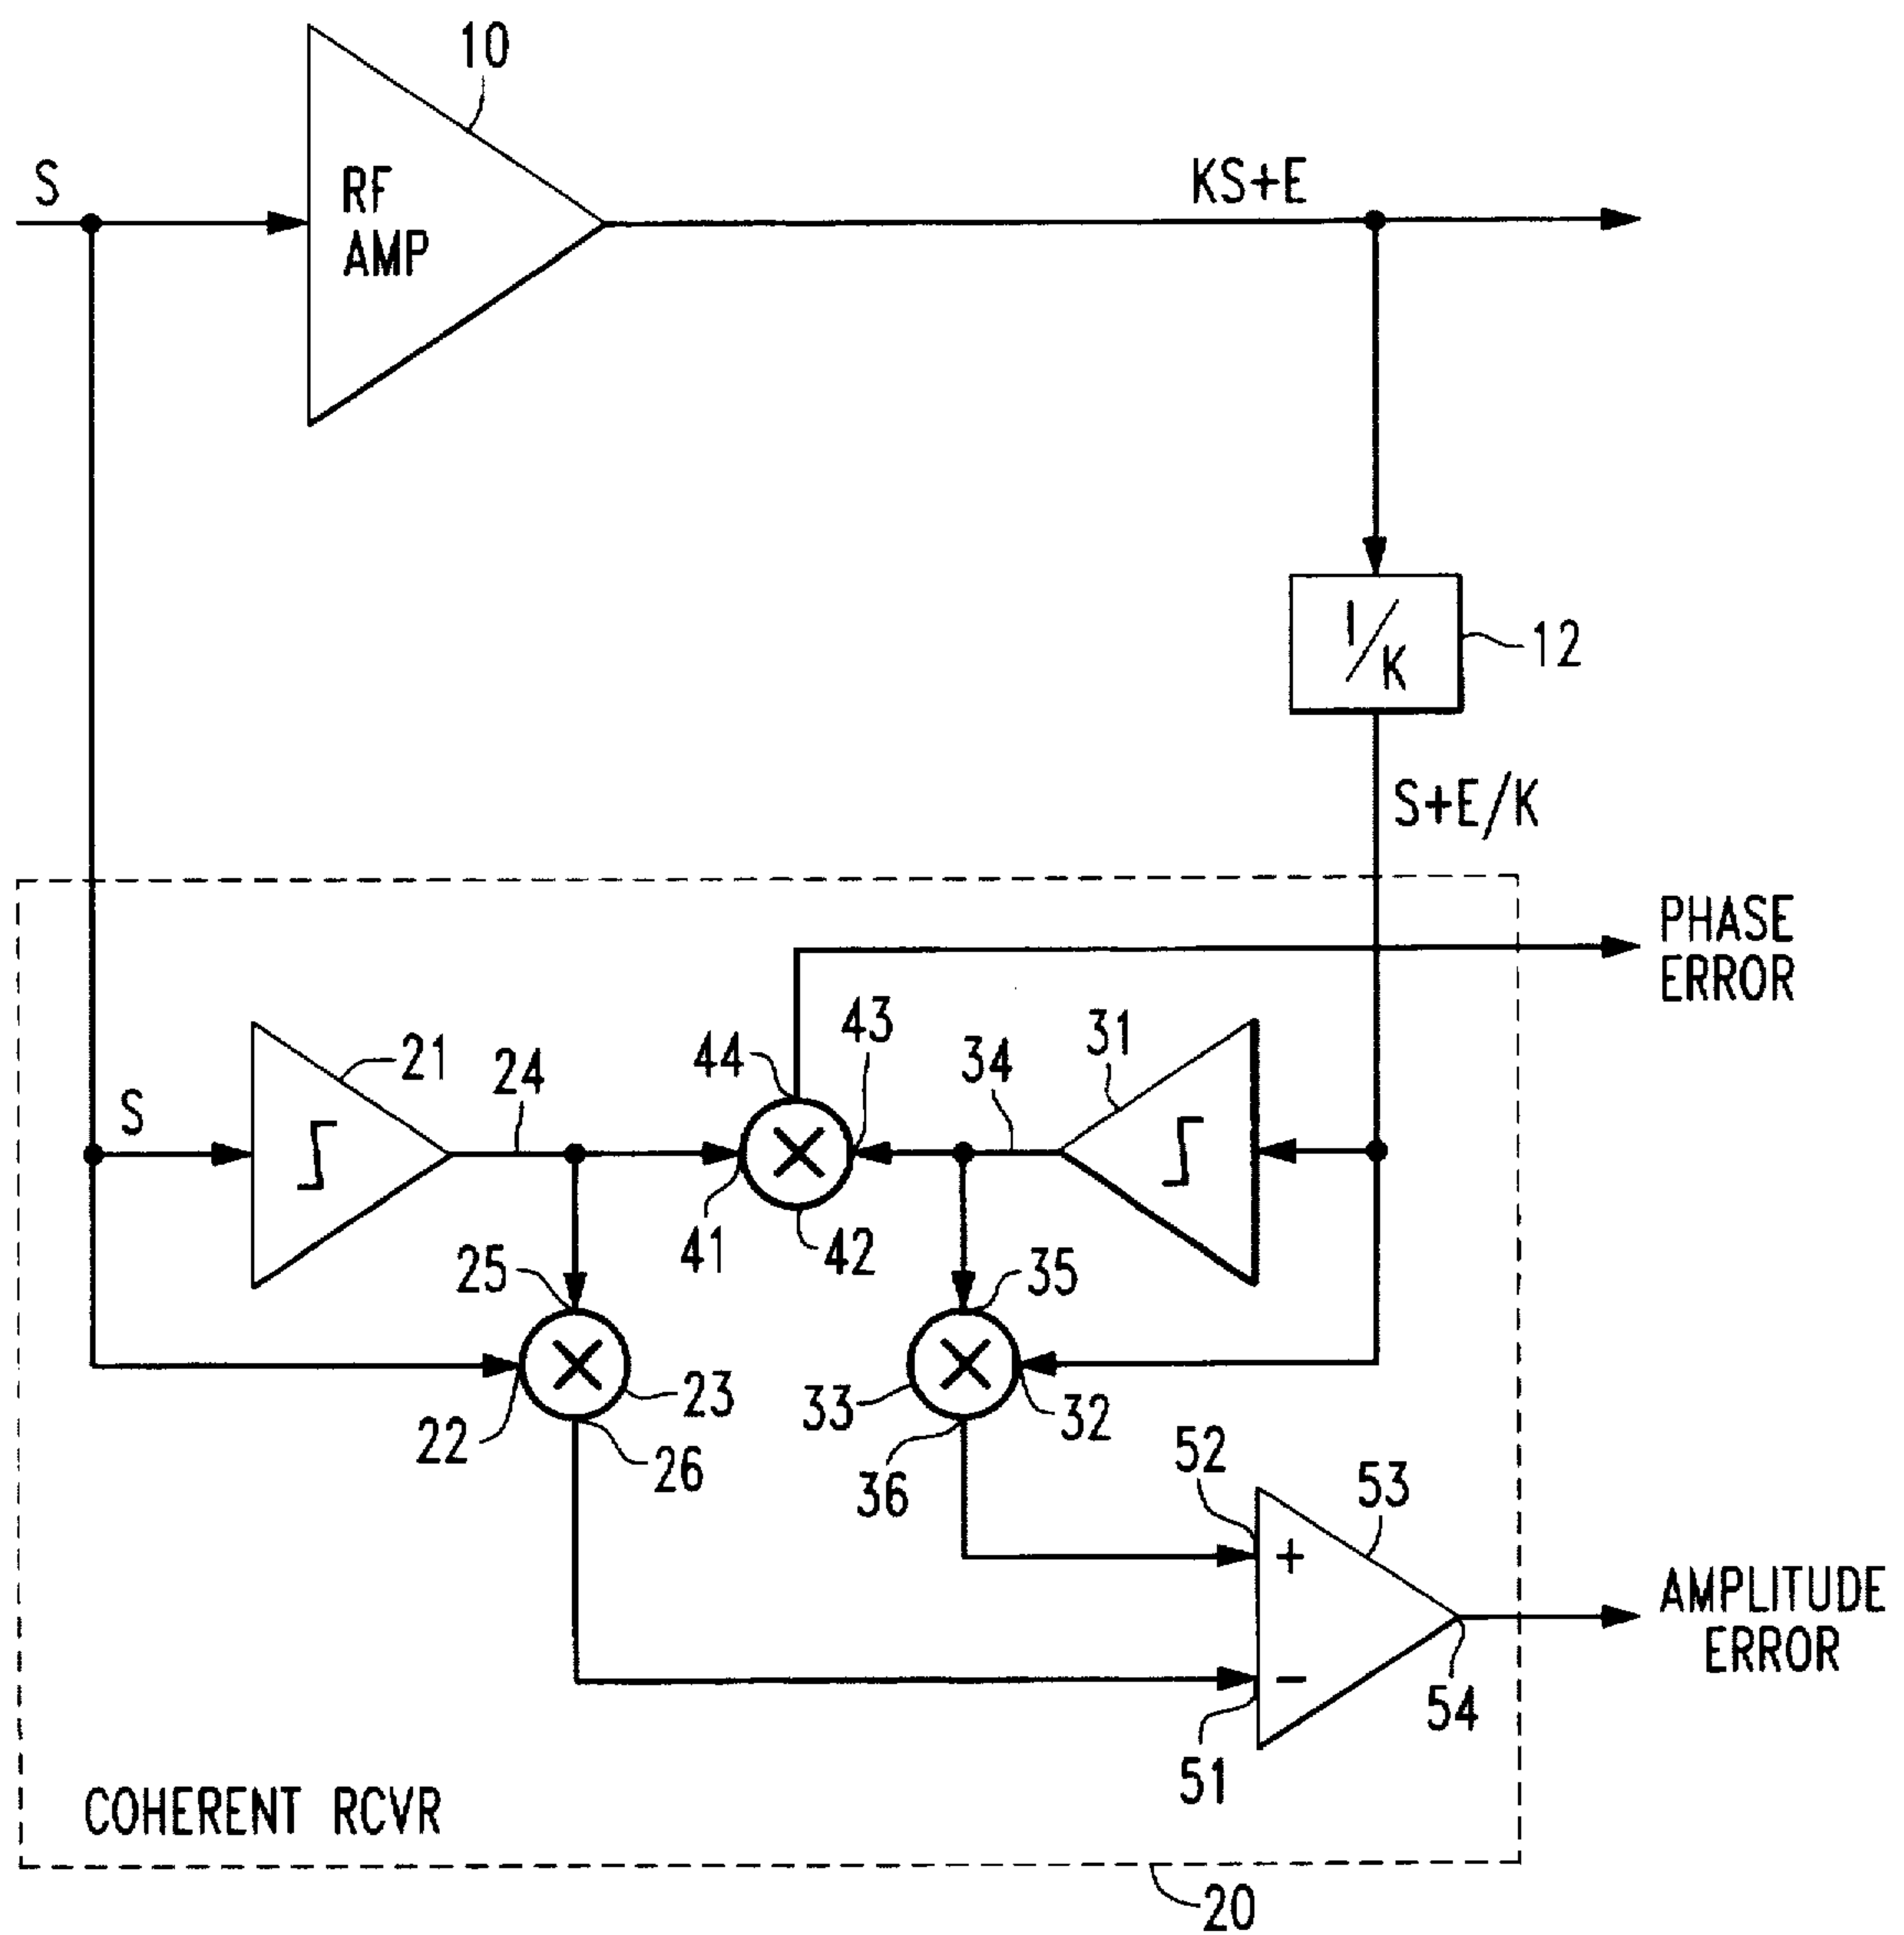 10
S
RF
AMP
KS+E
1/K
12
S+E/K
PHASE
ERROR
43
44
31
21
24
34
S
41
42
25
35
23
33
32
22
26
36
52
53
+
AMPLITUDE
ERROR
−
54
51
COHERENT RCVR
20